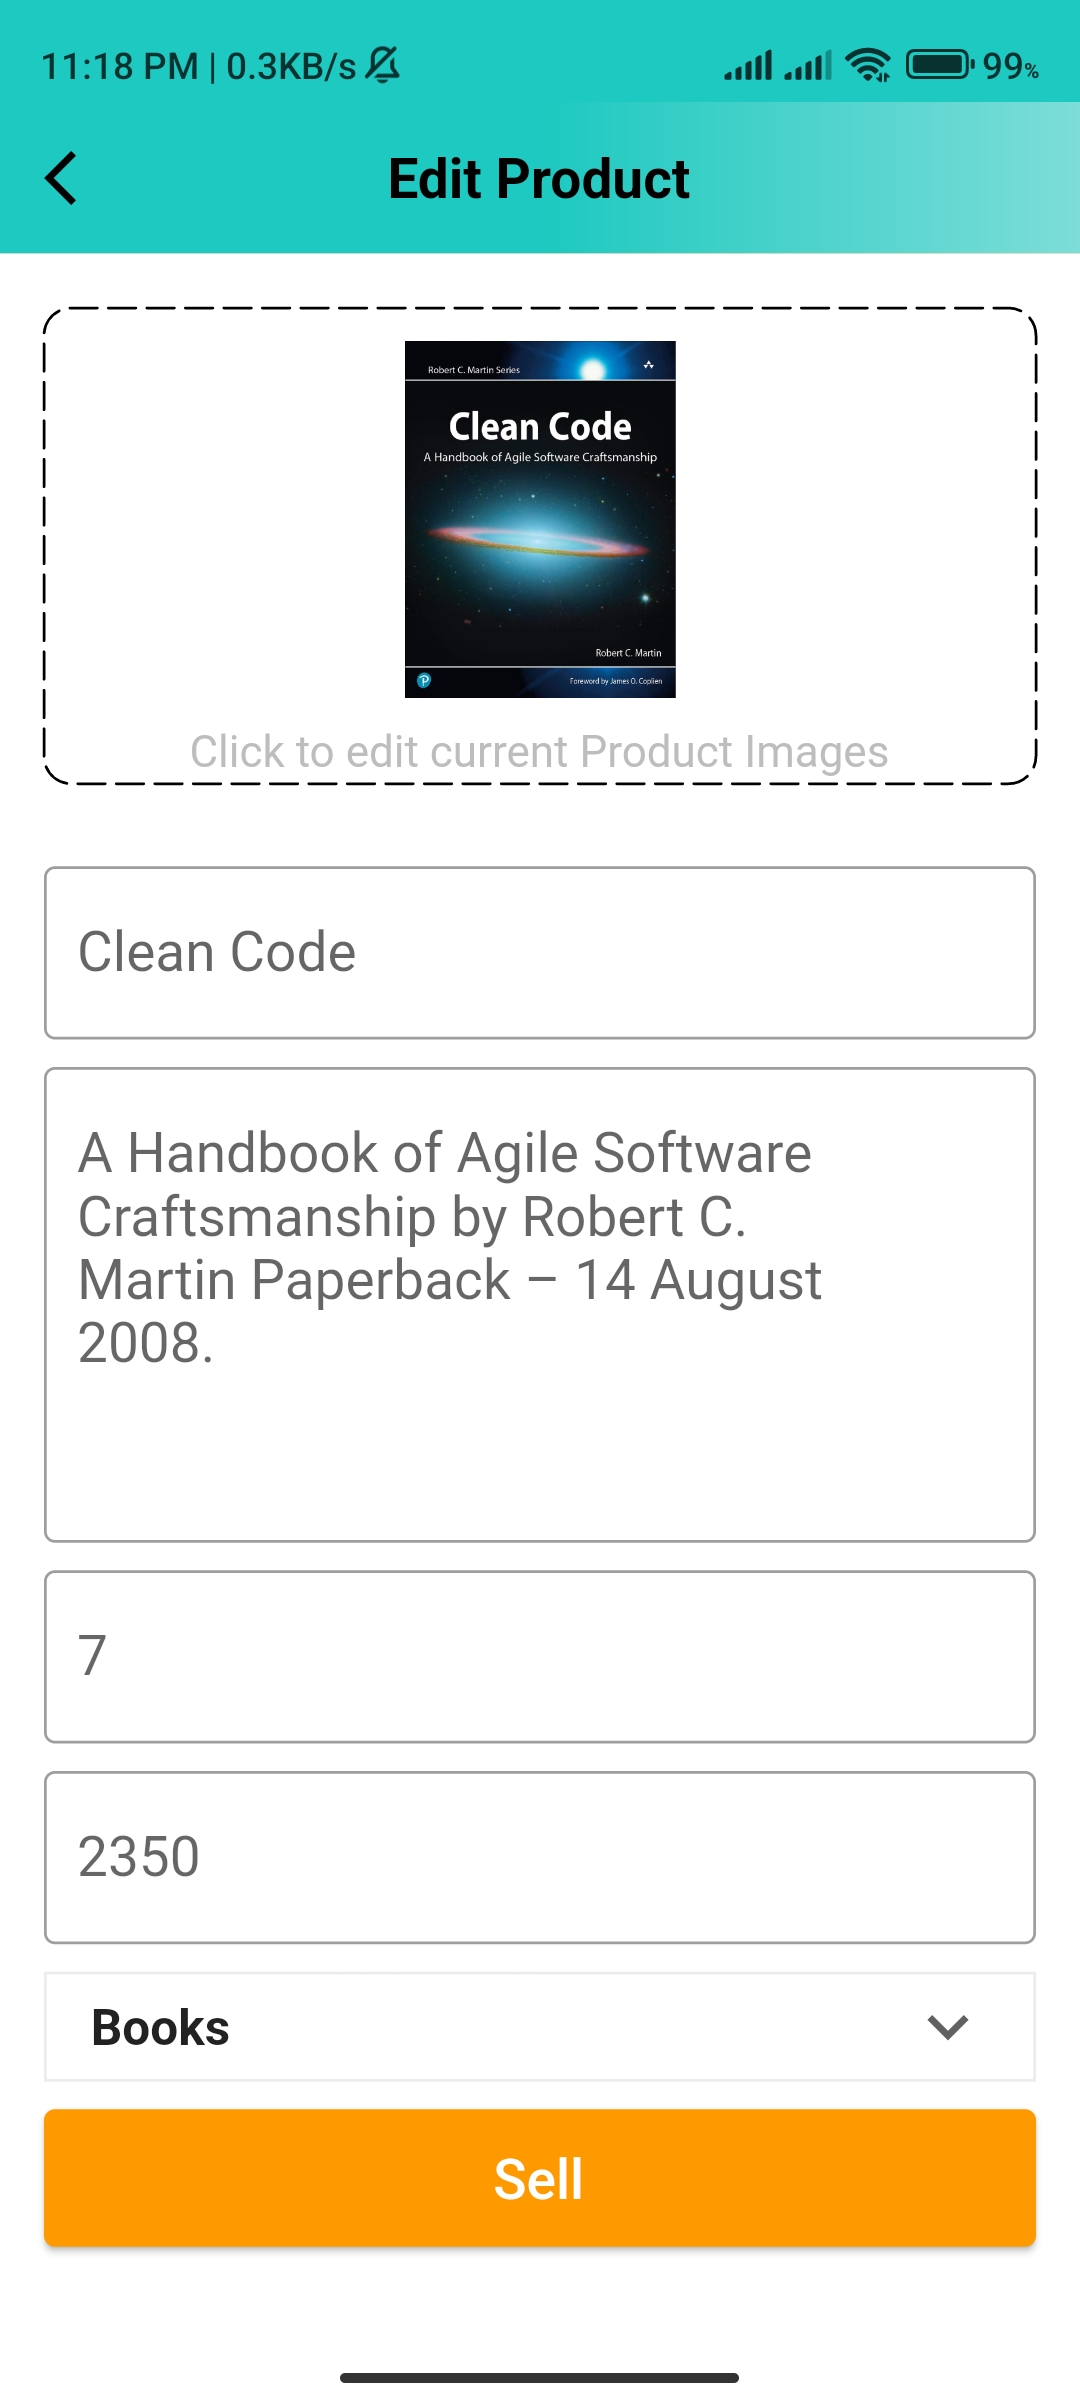 11:18 PM | 0.3KB/s 99%
Edit Product
Robert C. Martin Series
Clean Code
A Handbook of Agile Software Craftsmanship
Robert C. Martin
Foreword by James O. Coplien
Click to edit current Product Images
Clean Code
A Handbook of Agile Software
Craftsmanship by Robert C.
Martin Paperback – 14 August
2008.
7
2350
Books
Sell